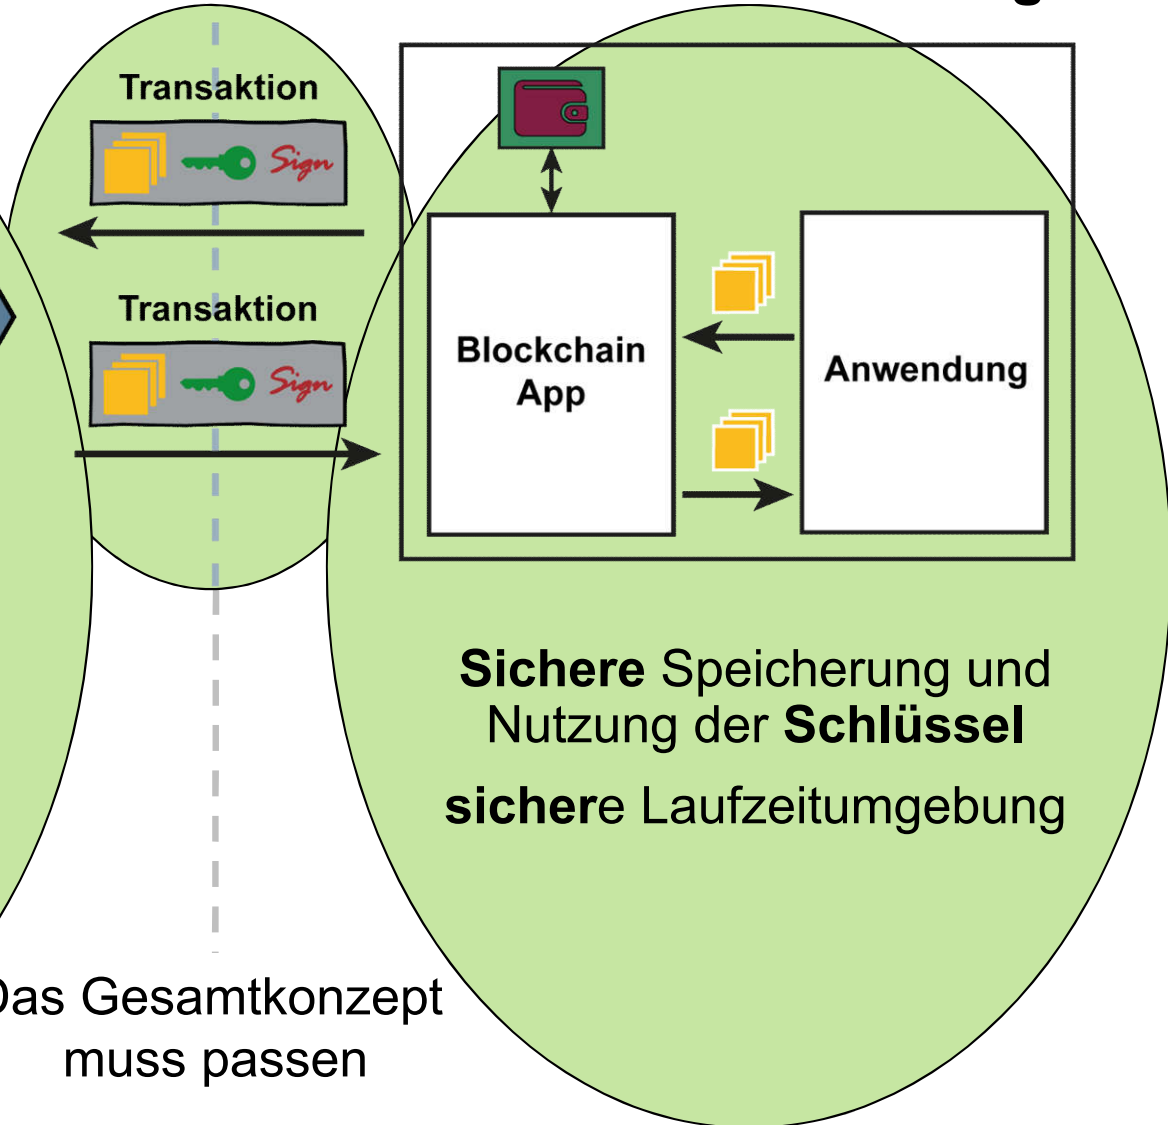 Transaktion
Sign
Transaktion
Sign
Blockchain
App
Anwendung
Sichere Speicherung und
Nutzung der Schlüssel
sichere Laufzeitumgebung
Das Gesamtkonzept
muss passen